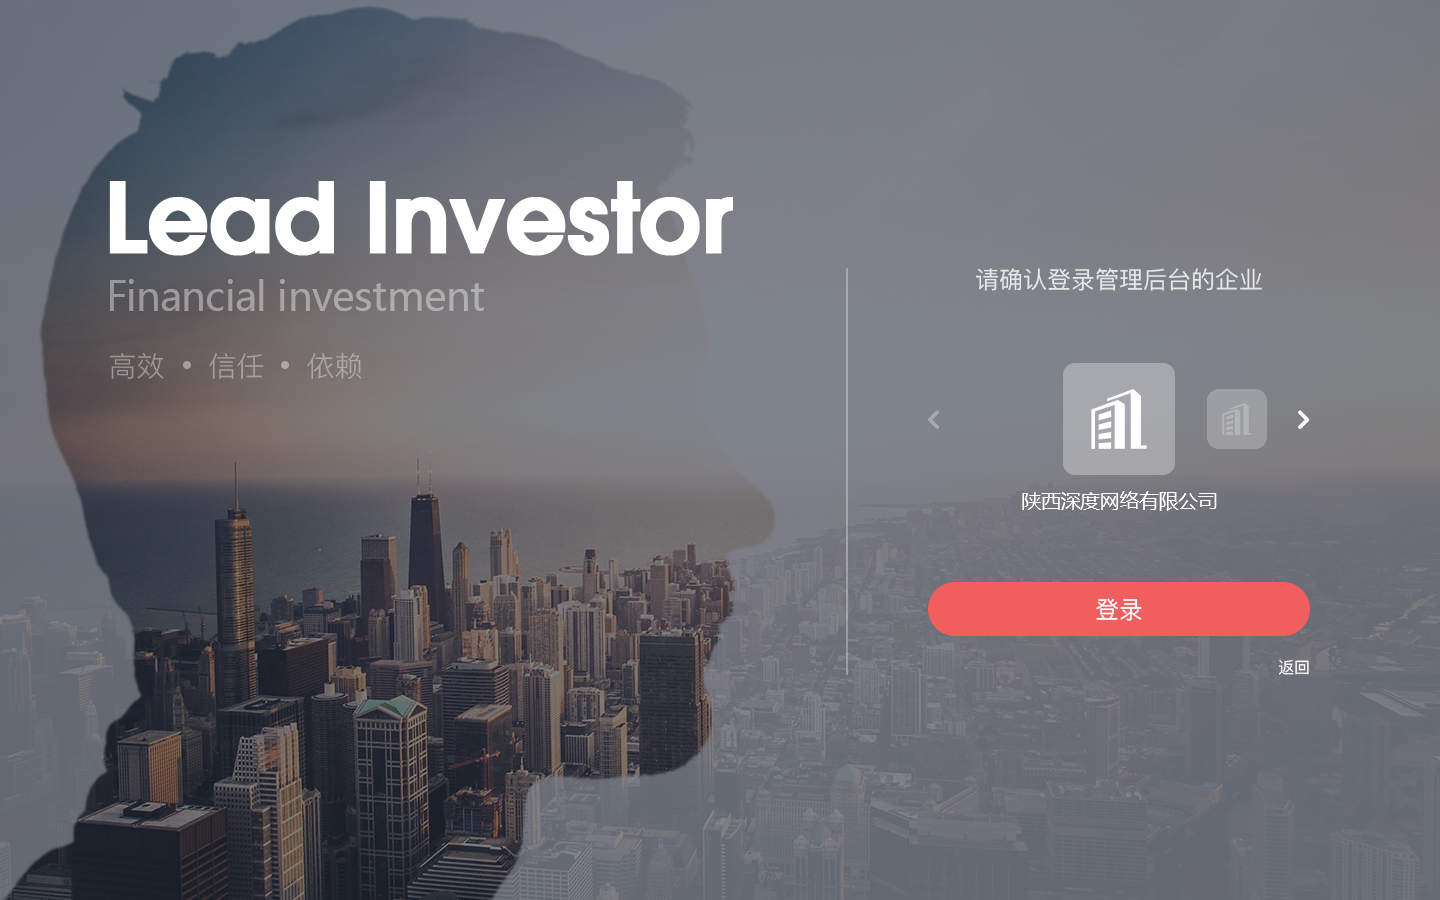 Lead Investor
Financial investment
高效 • 信任 • 依赖
请确认登录管理后台的企业
陕西深度网络有限公司
登录
返回